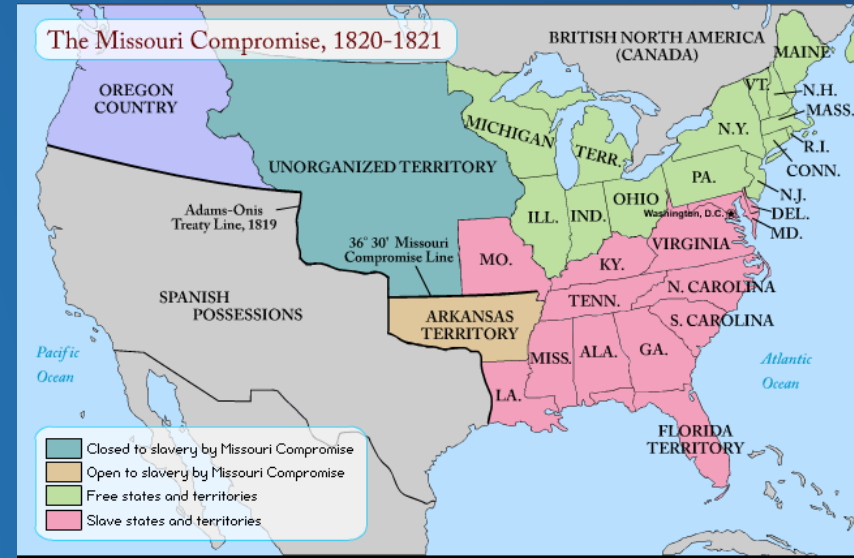 The Missouri Compromise, 1820-1821
BRITISH NORTH AMERICA
(CANADA)
MAINE
OREGON
COUNTRY
VT.
N.H.
MASS.
N.Y.
MICHIGAN
TERR.
R.I.
CONN.
UNORGANIZED TERRITORY
PA.
N.J.
OHIO
ILL.
IND.
Washington, D.C.
DEL.
MD.
Adams-Onis
Treaty Line, 1819
36° 30' Missouri
Compromise Line
MO.
VIRGINIA
KY.
N. CAROLINA
TENN.
SPANISH
POSSESSIONS
ARKANSAS
TERRITORY
S. CAROLINA
MISS.
ALA.
GA.
Pacific
Ocean
Atlantic
Ocean
LA.
FLORIDA
TERRITORY
Closed to slavery by Missouri Compromise
Open to slavery by Missouri Compromise
Free states and territories
Slave states and territories